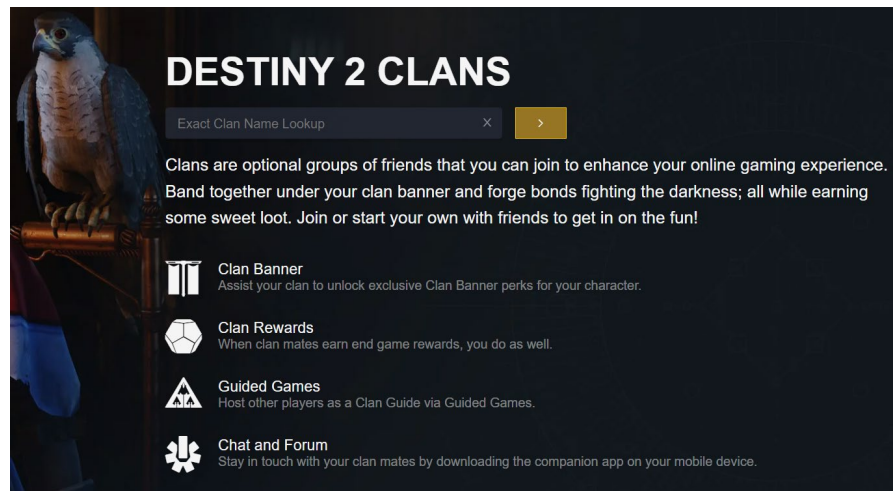 DESTINY 2 CLANS
Exact Clan Name Lookup
Clans are optional groups of friends that you can join to enhance your online gaming experience.
Band together under your clan banner and forge bonds fighting the darkness; all while earning
some sweet loot. Join or start your own with friends to get in on the fun!
Clan Banner
Assist your clan to unlock exclusive Clan Banner perks for your character.
Clan Rewards
When clan mates earn end game rewards, you do as well.
Guided Games
Host other players as a Clan Guide via Guided Games.
Chat and Forum
Stay in touch with your clan mates by downloading the companion app on your mobile device.